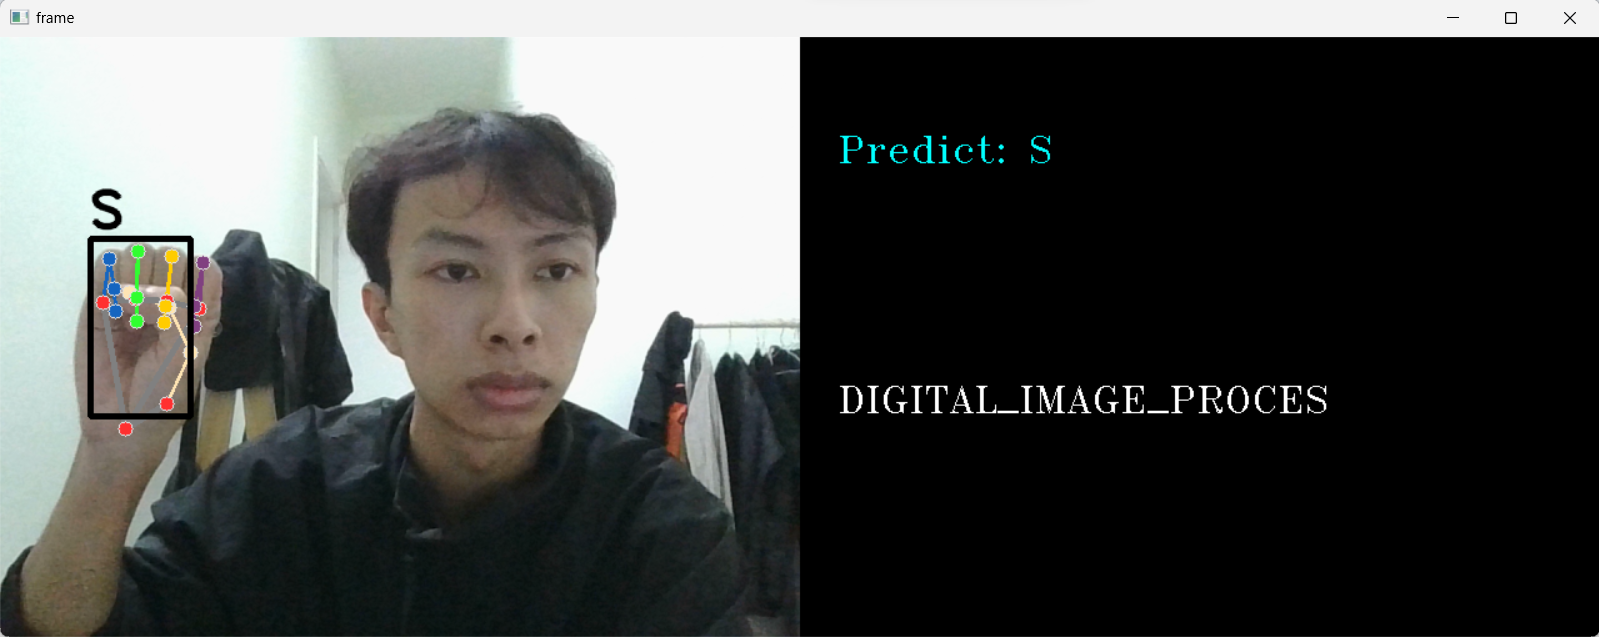 frame
S
Predict: S
DIGITAL_IMAGE_PROCES